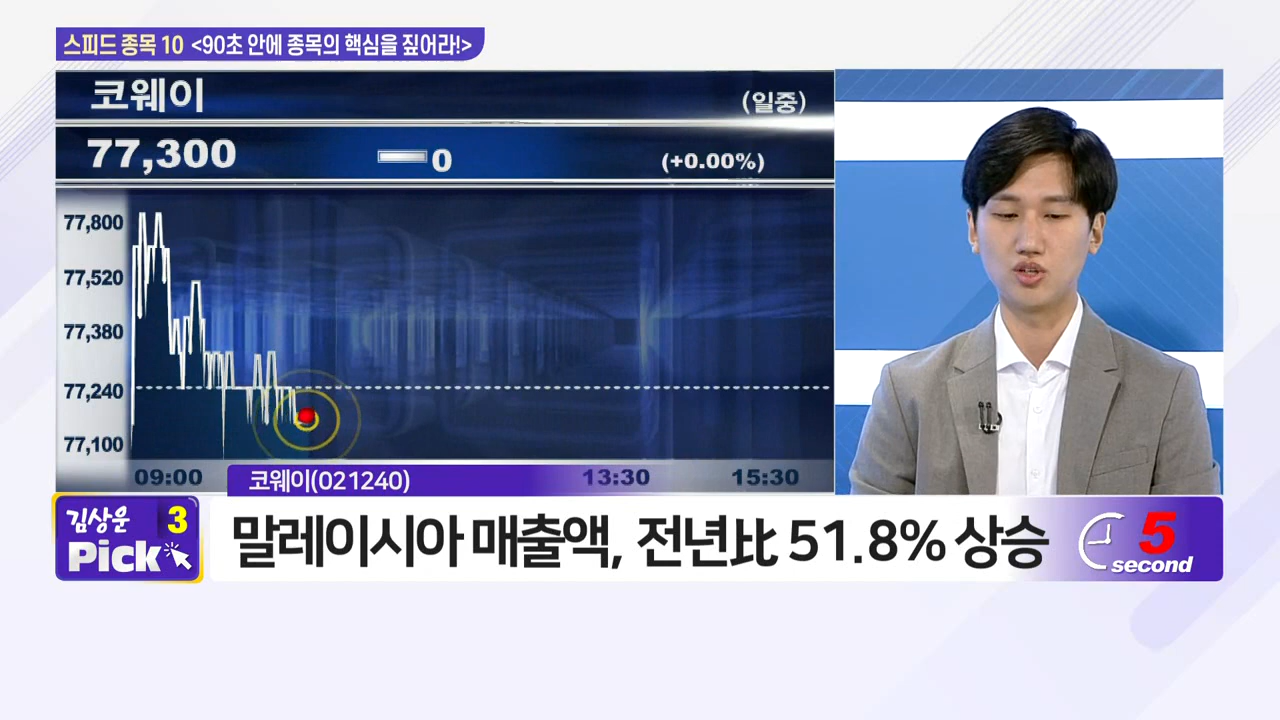 스피드 종목 10 <90초 안에 종목의 핵심을 짚어라!>
코웨이
(일중)
77,300
0
(+0.00%)
77,800
77,520
77,380
77,240
77,100
09:00
13:30
15:30
코웨이(021240)
김상운 3
Pick
말레이시아 매출액, 전년比 51.8% 상승
5
second